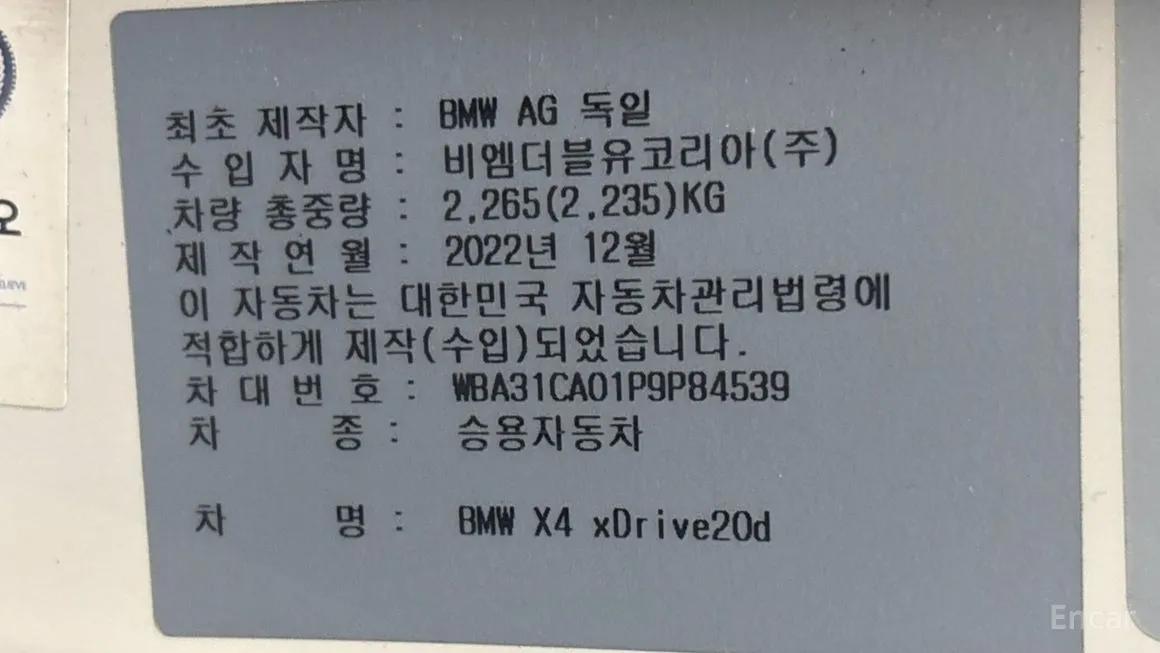 최초 제작자 : BMW AG 독일
수 입 자 명 : 비엠더블유코리아(주)
차량 총중량 : 2,265(2,235)KG
제 작 연 월 : 2022년 12월
이 자동차는 대한민국 자동차관리법령에
적합하게 제작(수입)되었습니다.
차 대 번 호 : WBA31CA01P9P84539
차 종 : 승용자동차
차 명 : BMW X4 xDrive20d
오
Encar